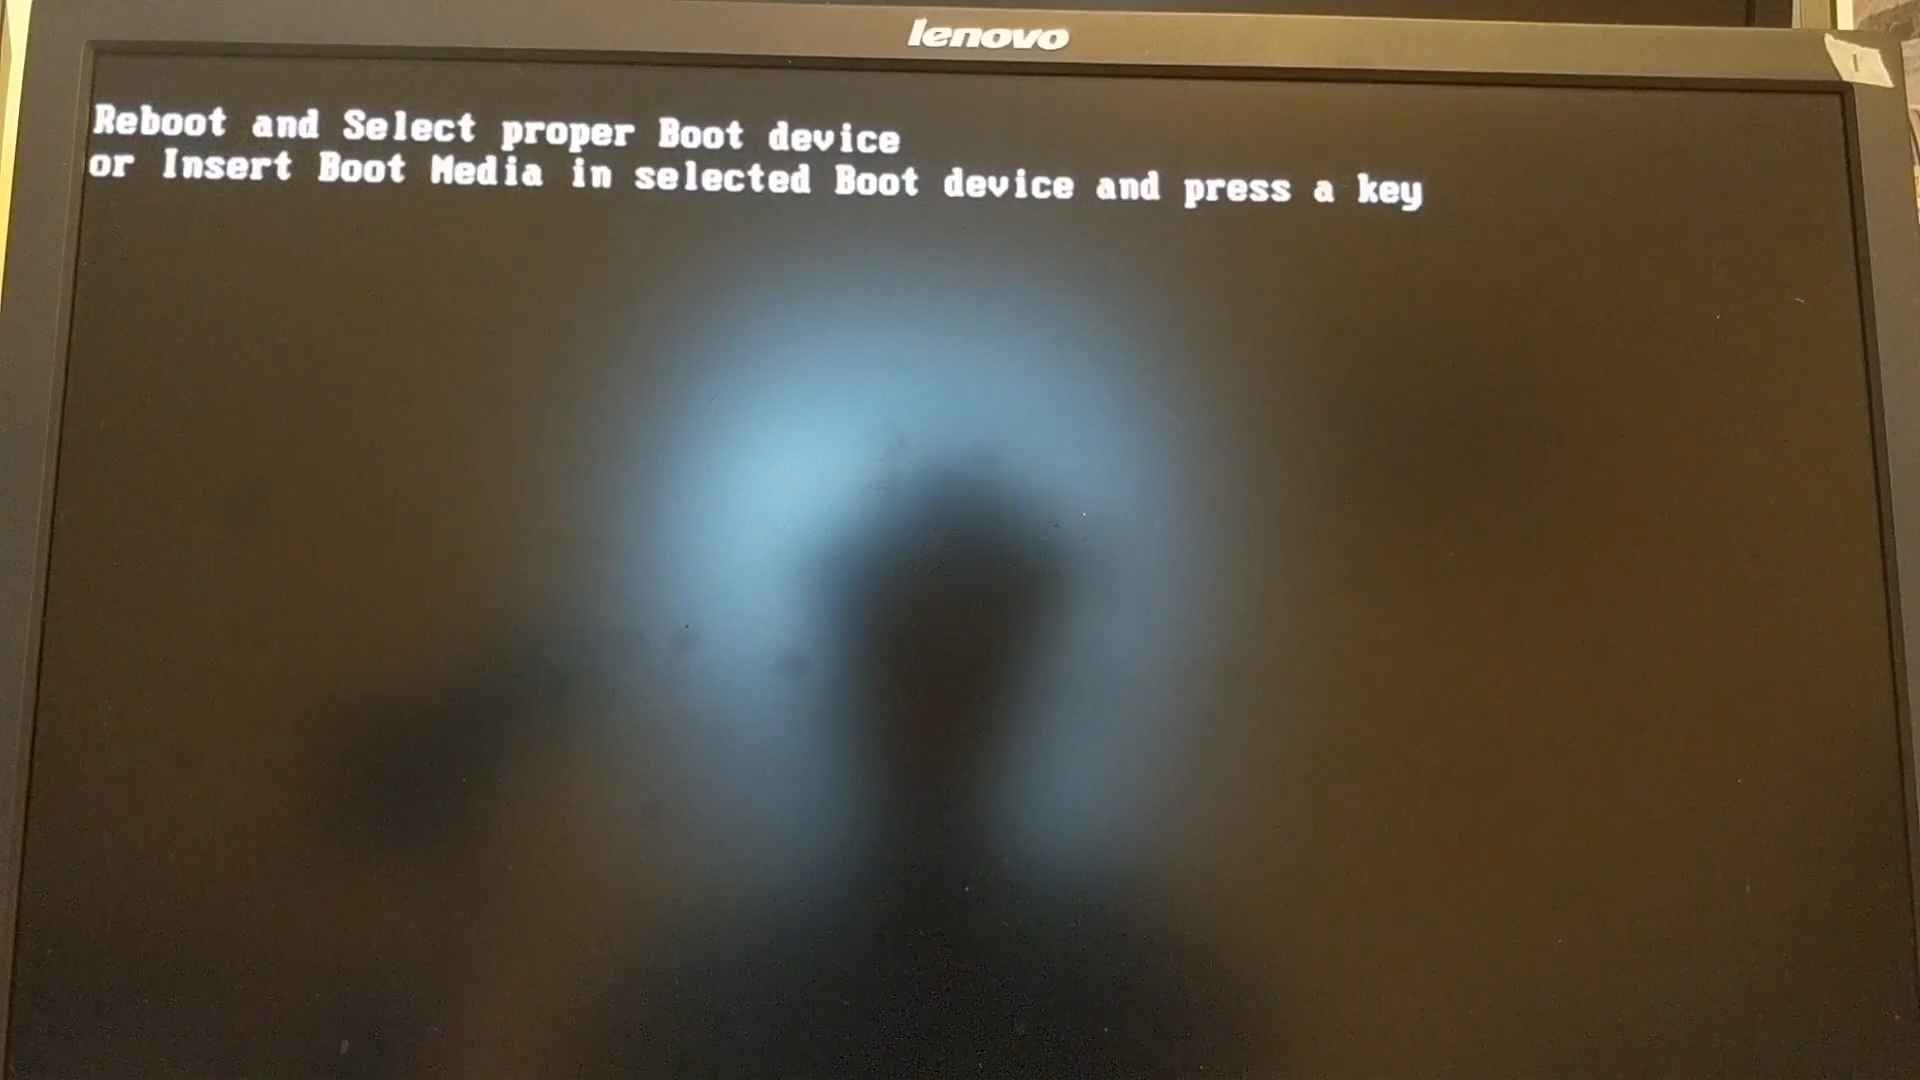 lenovo
Reboot and Select proper Boot device
or Insert Boot Media in selected Boot device and press a key